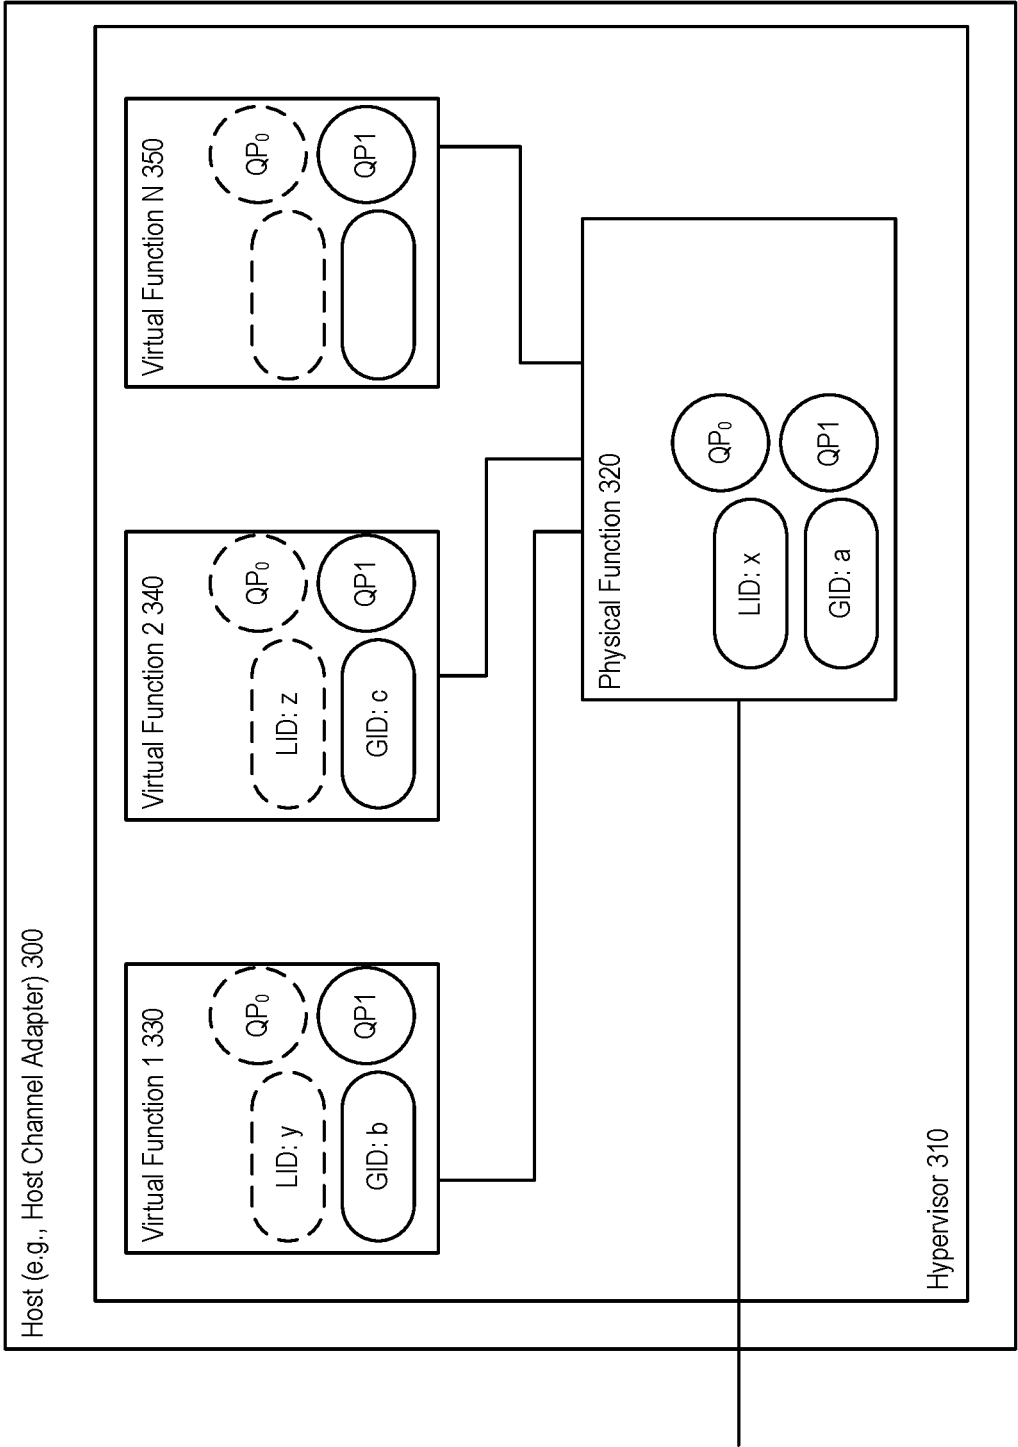 Host (e.g., Host Channel Adapter) 300
Virtual Function 1 330
LID: y
QP₀
GID: b
QP1
Virtual Function 2 340
LID: z
QP₀
GID: c
QP1
Virtual Function N 350
QP₀
QP1
Physical Function 320
LID: x
QP₀
GID: a
QP1
Hypervisor 310